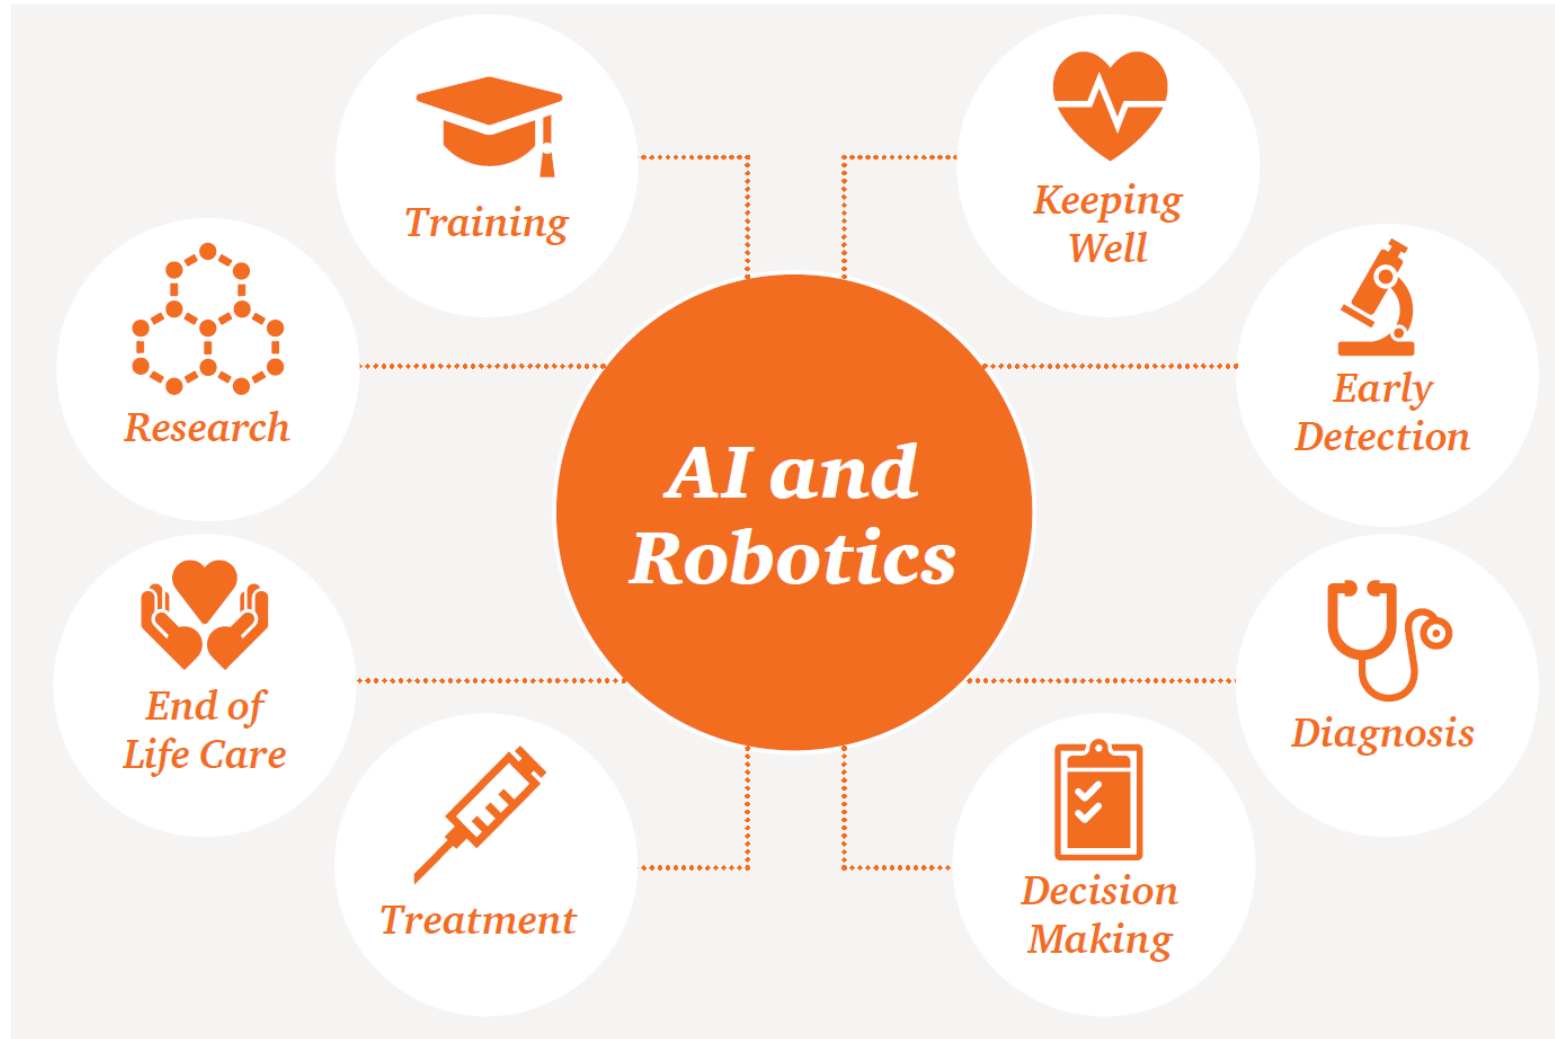 Training
Keeping
Well
Research
Early
Detection
AI and
Robotics
End of
Life Care
Diagnosis
Treatment
Decision
Making